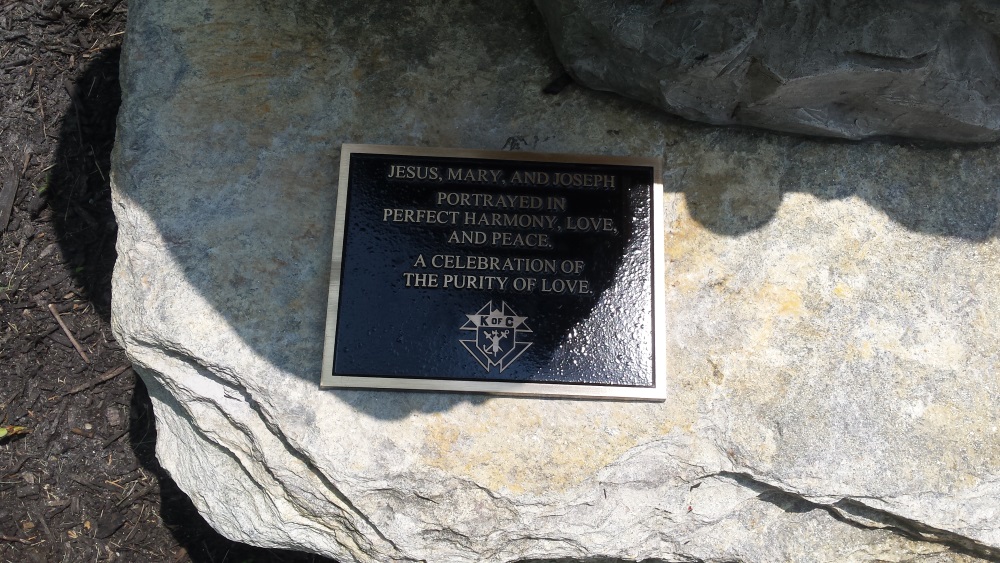 JESUS, MARY, AND JOSEPH
PORTRAYED IN
PERFECT HARMONY, LOVE,
AND PEACE.
A CELEBRATION OF
THE PURITY OF LOVE.
K OF C